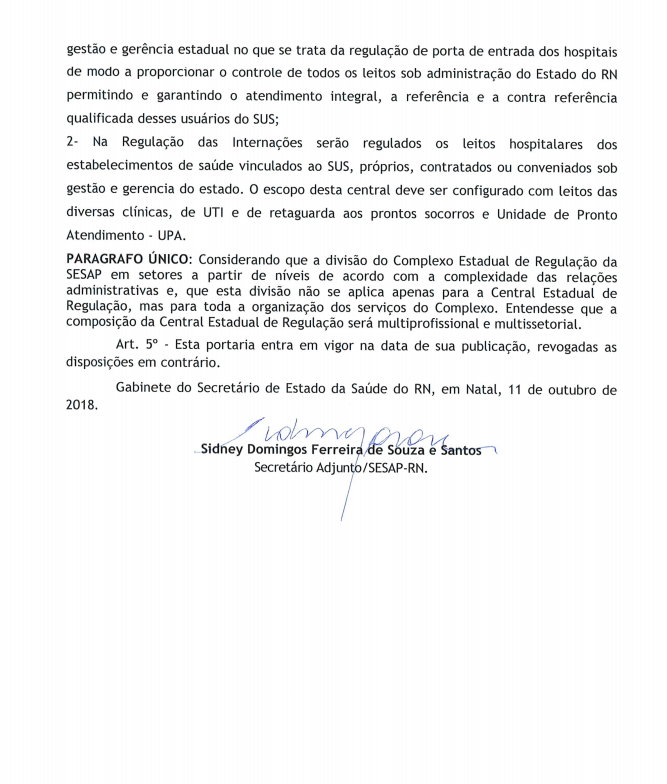 gestão e gerência estadual no que se trata da regulação de porta de entrada dos hospitais
de modo a proporcionar o controle de todos os leitos sob administração do Estado do RN
permitindo e garantindo o atendimento integral, a referência e a contra referência
qualificada desses usuários do SUS;
2- Na Regulação das Internações serão regulados os leitos hospitalares dos
estabelecimentos de saúde vinculados ao SUS, próprios, contratados ou conveniados sob
gestão e gerencia do estado. O escopo desta central deve ser configurado com leitos das
diversas clínicas, de UTI e de retaguarda aos prontos socorros e Unidade de Pronto
Atendimento - UPA.
PARAGRAFO ÚNICO: Considerando que a divisão do Complexo Estadual de Regulação da
SESAP em setores a partir de níveis de acordo com a complexidade das relações
administrativas e, que esta divisão não se aplica apenas para a Central Estadual de
Regulação, mas para toda a organização dos serviços do Complexo. Entendesse que a
composição da Central Estadual de Regulação será multiprofissional e multissetorial.
Art. 5º - Esta portaria entra em vigor na data de sua publicação, revogadas as
disposições em contrário.
Gabinete do Secretário de Estado da Saúde do RN, em Natal, 11 de outubro de
2018.
Sidney Domingos Ferreira de Souza e Santos
Secretário Adjunto/SESAP-RN.